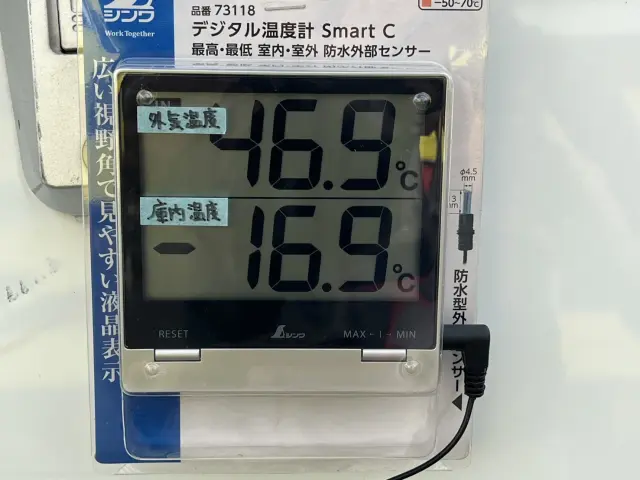 シンワ
Work Together
品番 73118
-50~70℃
デジタル温度計 Smart C
最高・最低 室内・室外 防水外部センサー
広い視野角で見やすい液晶表示
IN
外気温度
46.9℃
庫内温度
-16.9℃
RESET
シンワ
MAX←I→MIN
φ4.5
mm
防水型外
ンサー